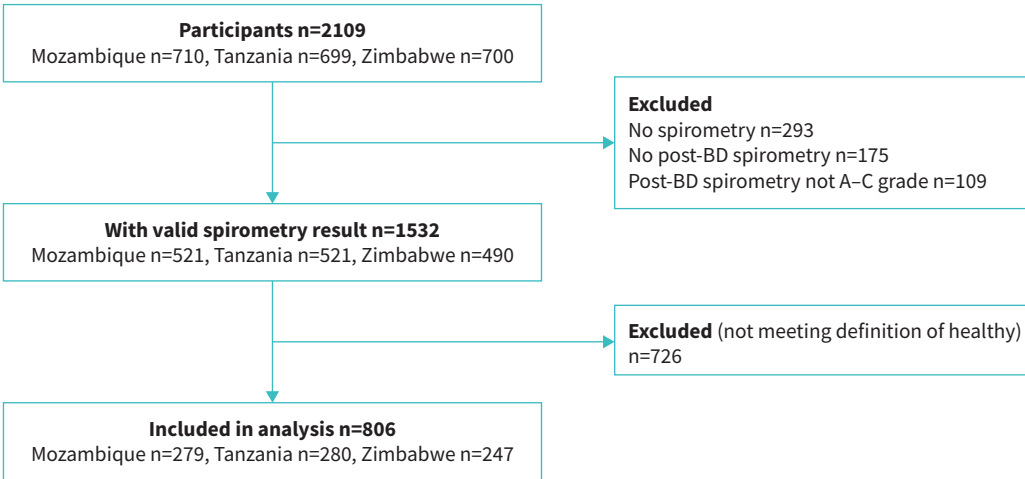 Participants n=2109
Mozambique n=710, Tanzania n=699, Zimbabwe n=700
Excluded
No spirometry n=293
No post-BD spirometry n=175
Post-BD spirometry not A–C grade n=109
With valid spirometry result n=1532
Mozambique n=521, Tanzania n=521, Zimbabwe n=490
Excluded (not meeting definition of healthy)
n=726
Included in analysis n=806
Mozambique n=279, Tanzania n=280, Zimbabwe n=247